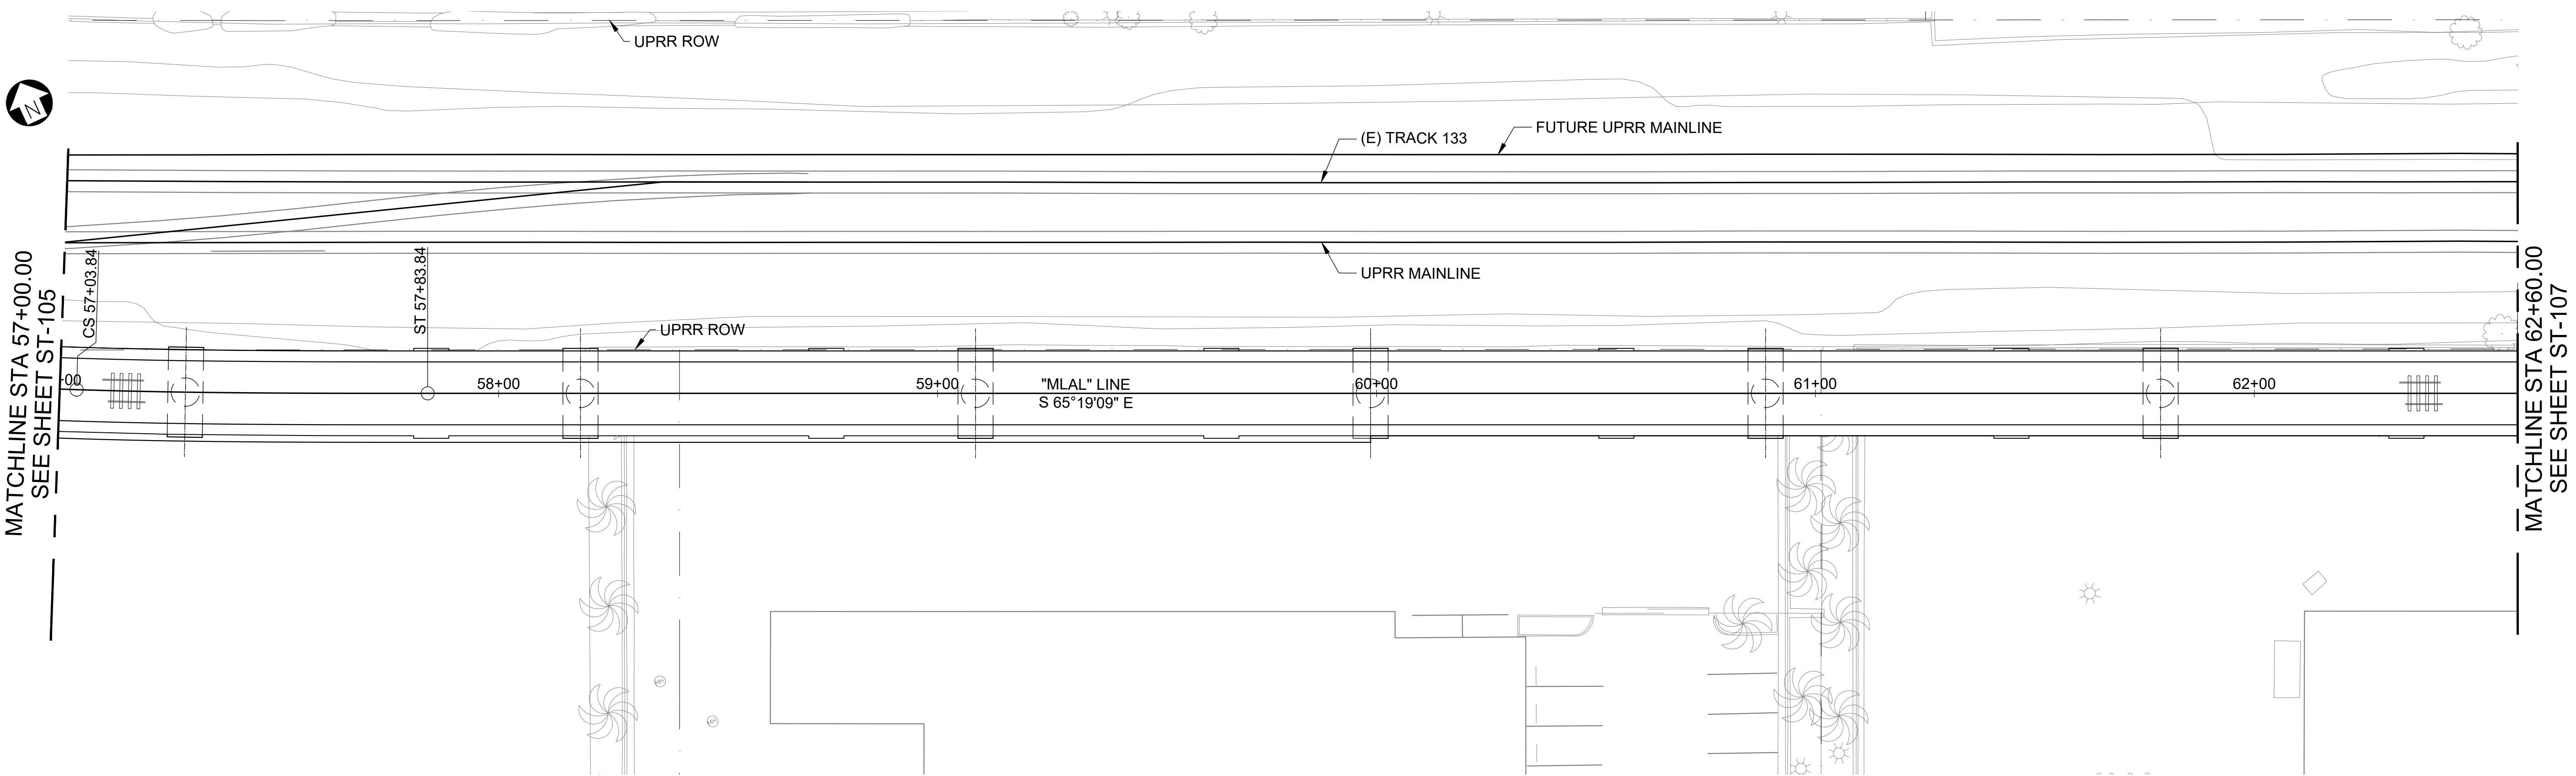 UPRR ROW
N
FUTURE UPRR MAINLINE
(E) TRACK 133
UPRR MAINLINE
MATCHLINE STA 57+00.00
SEE SHEET ST-105
CS 57+03.84
ST 57+83.84
UPRR ROW
+00
58+00
59+00
"MLAL" LINE
S 65°19'09" E
60+00
61+00
62+00
MATCHLINE STA 62+60.00
SEE SHEET ST-107